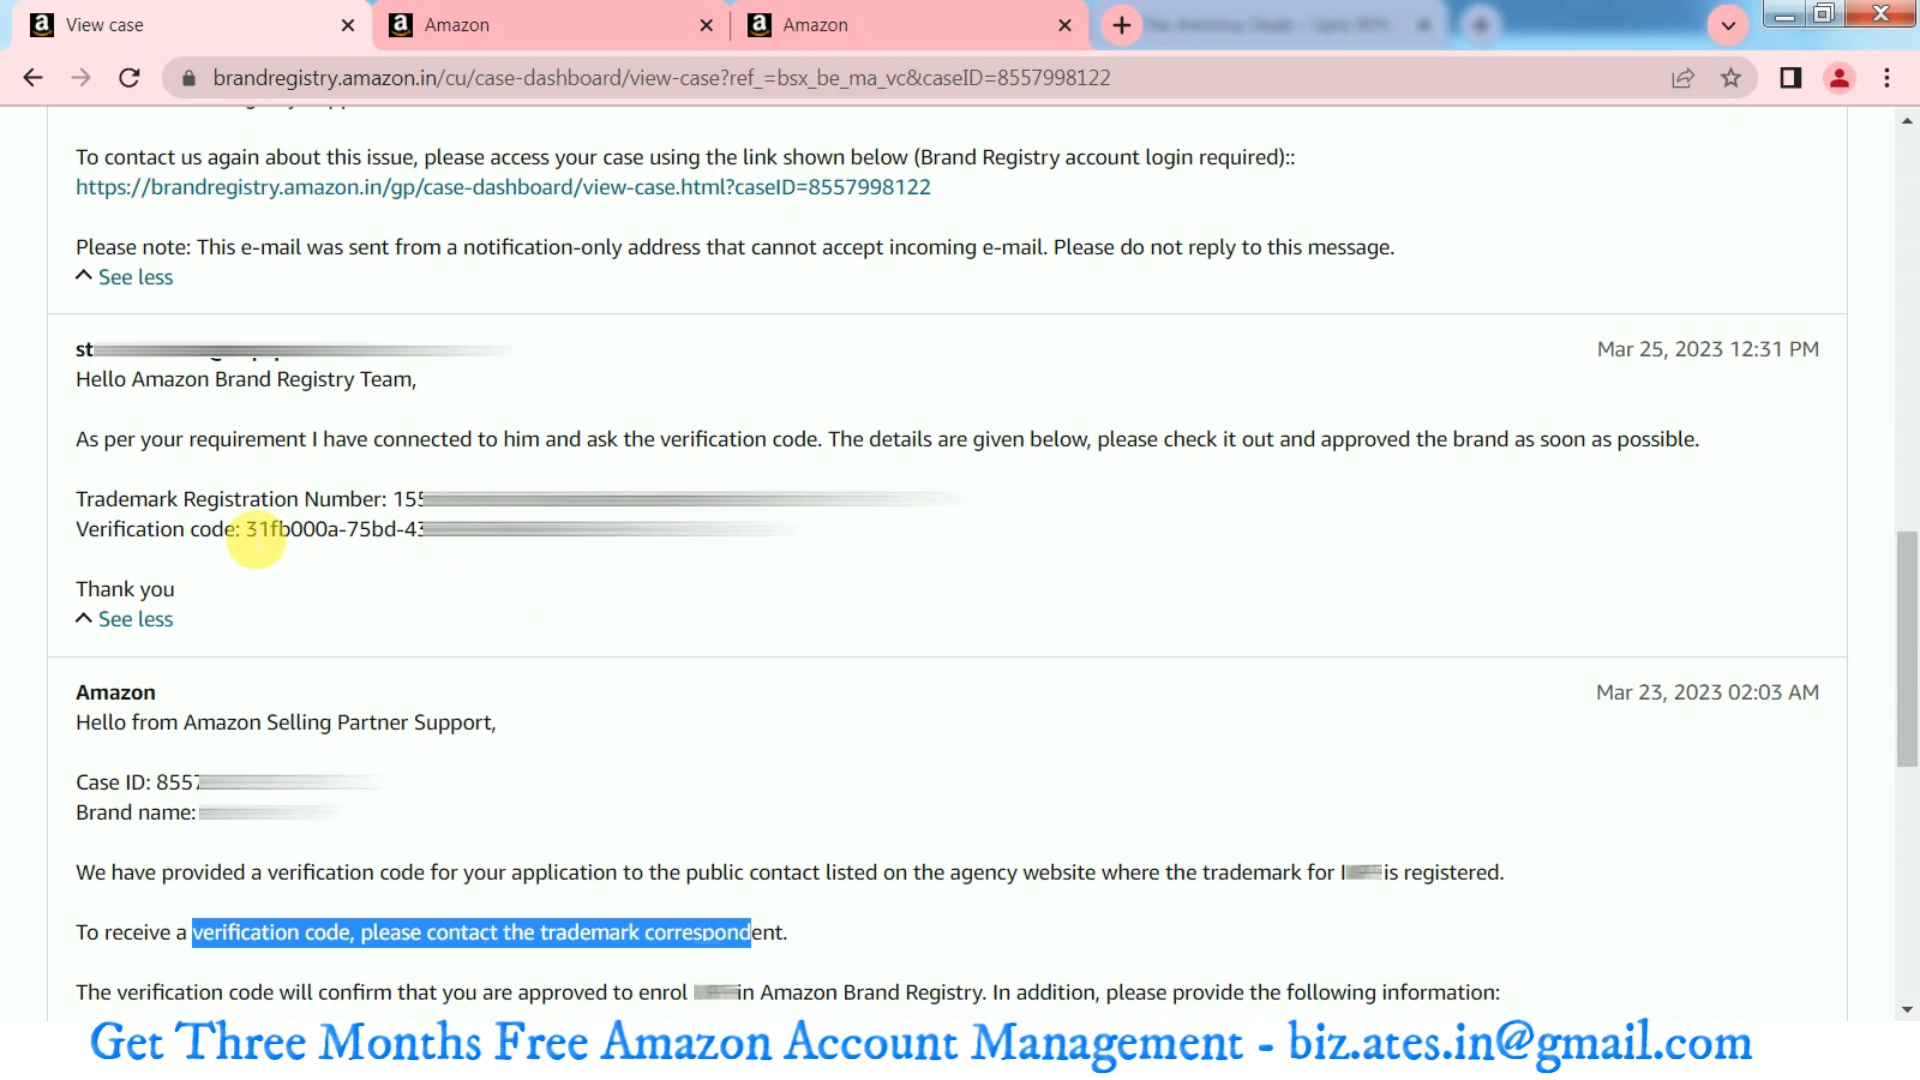 View case
Amazon
Amazon
brandregistry.amazon.in/cu/case-dashboard/view-case?ref_=bsx_be_ma_vc&caseID=8557998122
To contact us again about this issue, please access your case using the link shown below (Brand Registry account login required)::
https://brandregistry.amazon.in/gp/case-dashboard/view-case.html?caseID=8557998122
Please note: This e-mail was sent from a notification-only address that cannot accept incoming e-mail. Please do not reply to this message.
See less
st
Mar 25, 2023 12:31 PM
Hello Amazon Brand Registry Team,
As per your requirement I have connected to him and ask the verification code. The details are given below, please check it out and approved the brand as soon as possible.
Trademark Registration Number: 155
Verification code: 31fb000a-75bd-43
Thank you
See less
Amazon
Mar 23, 2023 02:03 AM
Hello from Amazon Selling Partner Support,
Case ID: 8557
Brand name:
We have provided a verification code for your application to the public contact listed on the agency website where the trademark for I is registered.
To receive a verification code, please contact the trademark correspondent.
The verification code will confirm that you are approved to enrol in Amazon Brand Registry. In addition, please provide the following information:
Get Three Months Free Amazon Account Management - biz.ates.in@gmail.com